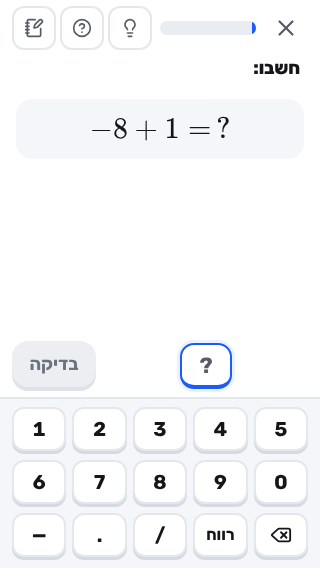 חשבו:
−8 + 1 = ?
בדיקה
?
1 2 3 4 5
6 7 8 9 0
– . / רווח